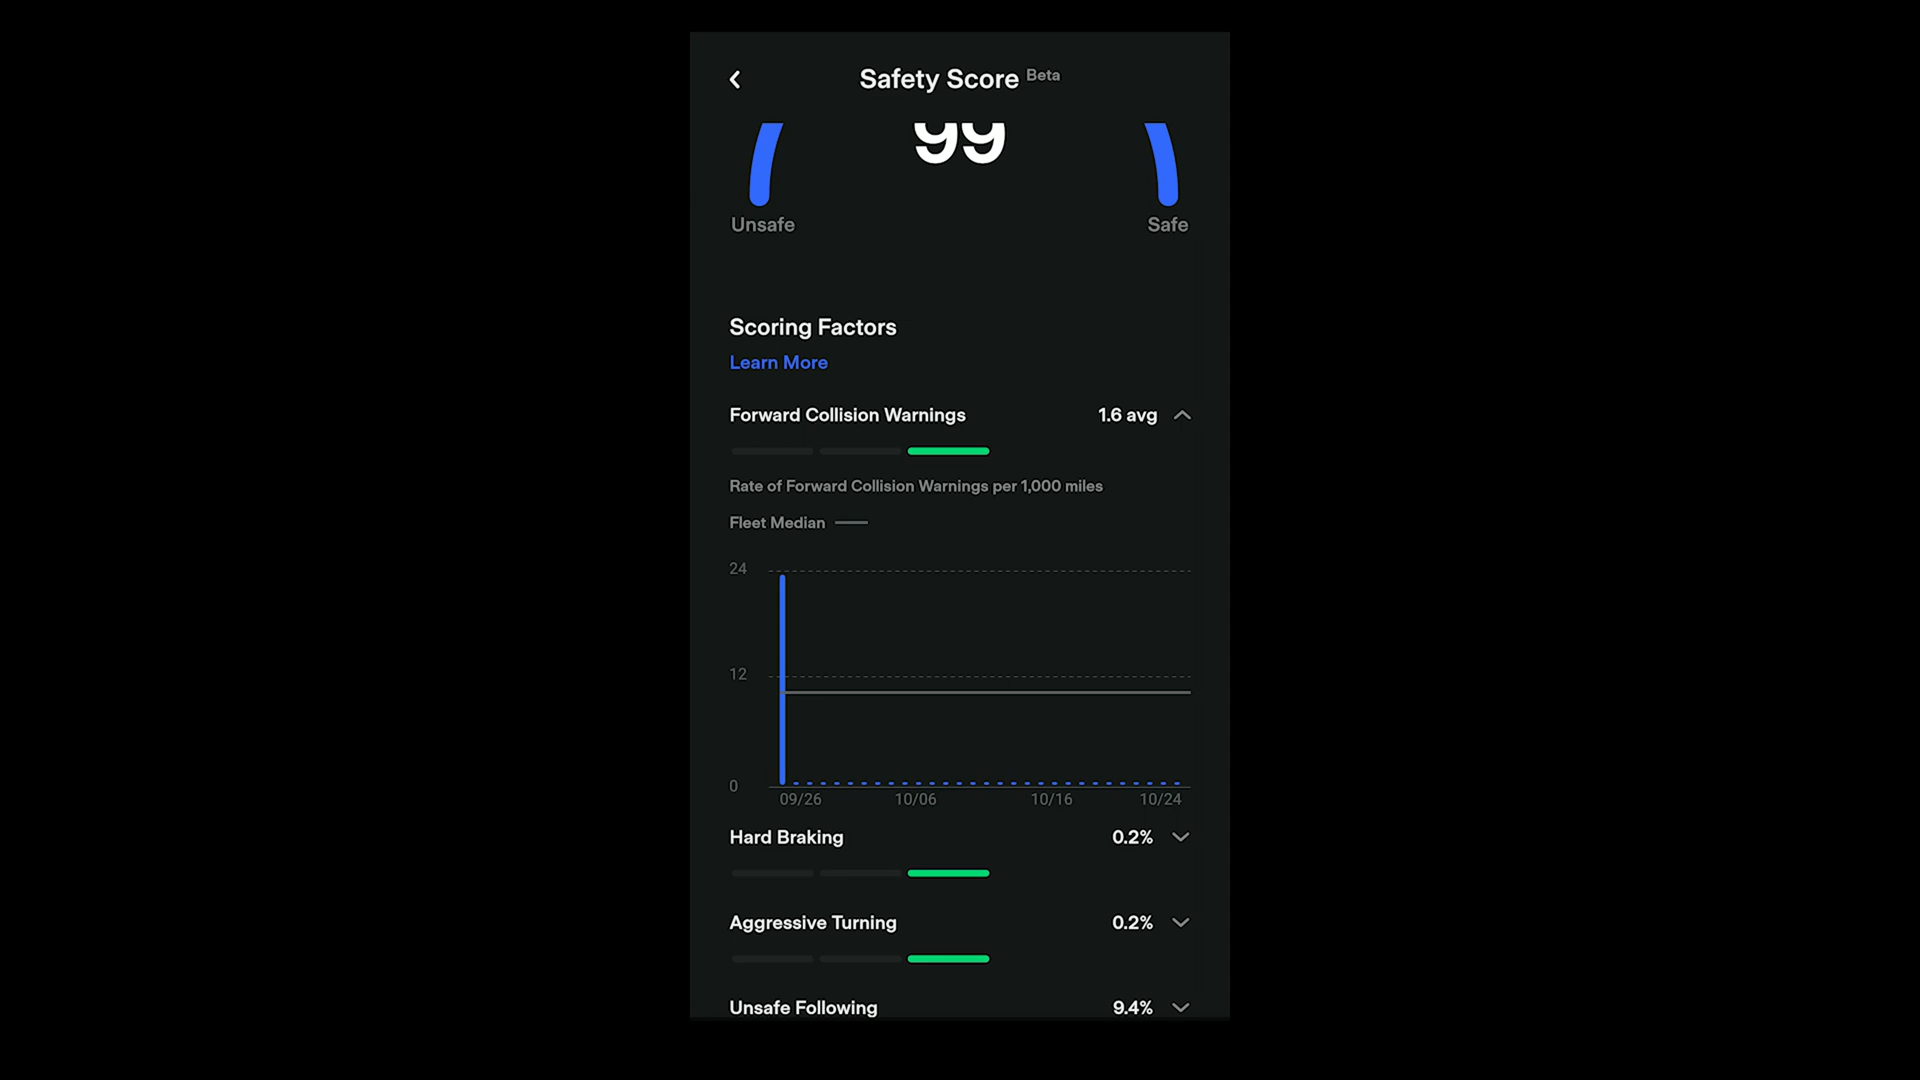 Safety Score Beta
99
Unsafe Safe
Scoring Factors
Learn More
Forward Collision Warnings 1.6 avg
Rate of Forward Collision Warnings per 1,000 miles
Fleet Median
24
12
0
09/26 10/06 10/16 10/24
Hard Braking 0.2%
Aggressive Turning 0.2%
Unsafe Following 9.4%